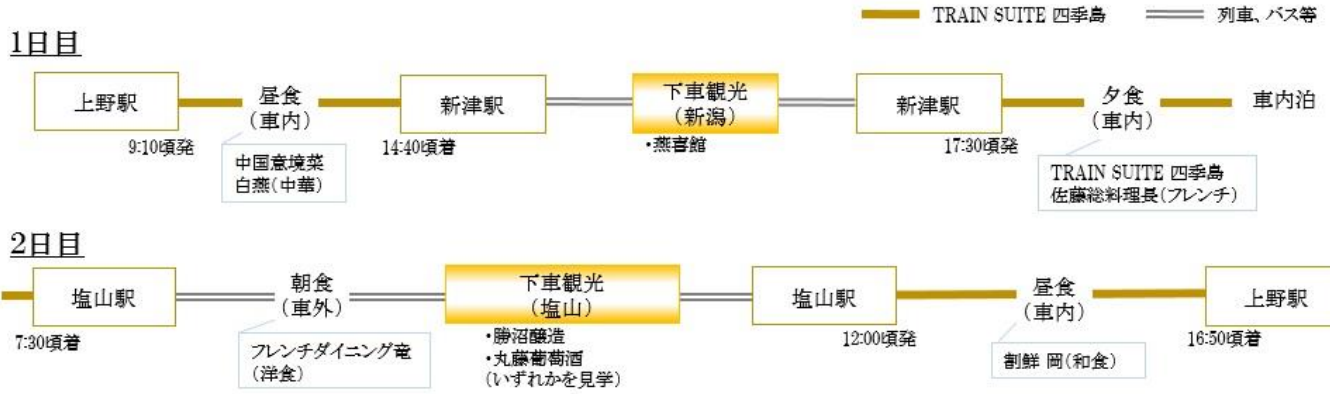 TRAIN SUITE 四季島
列車、バス等
1日目
上野駅
9:10頃発
昼食
(車内)
中国意境菜
白燕(中華)
新津駅
14:40頃着
下車観光
(新潟)
・燕喜館
新津駅
17:30頃発
夕食
(車内)
TRAIN SUITE 四季島
佐藤総料理長(フレンチ)
車内泊
2日目
塩山駅
7:30頃着
朝食
(車外)
フレンチダイニング竜
(洋食)
下車観光
(塩山)
・勝沼醸造
・丸藤葡萄酒
(いずれかを見学)
塩山駅
12:00頃発
昼食
(車内)
割鮮 岡(和食)
上野駅
16:50頃着